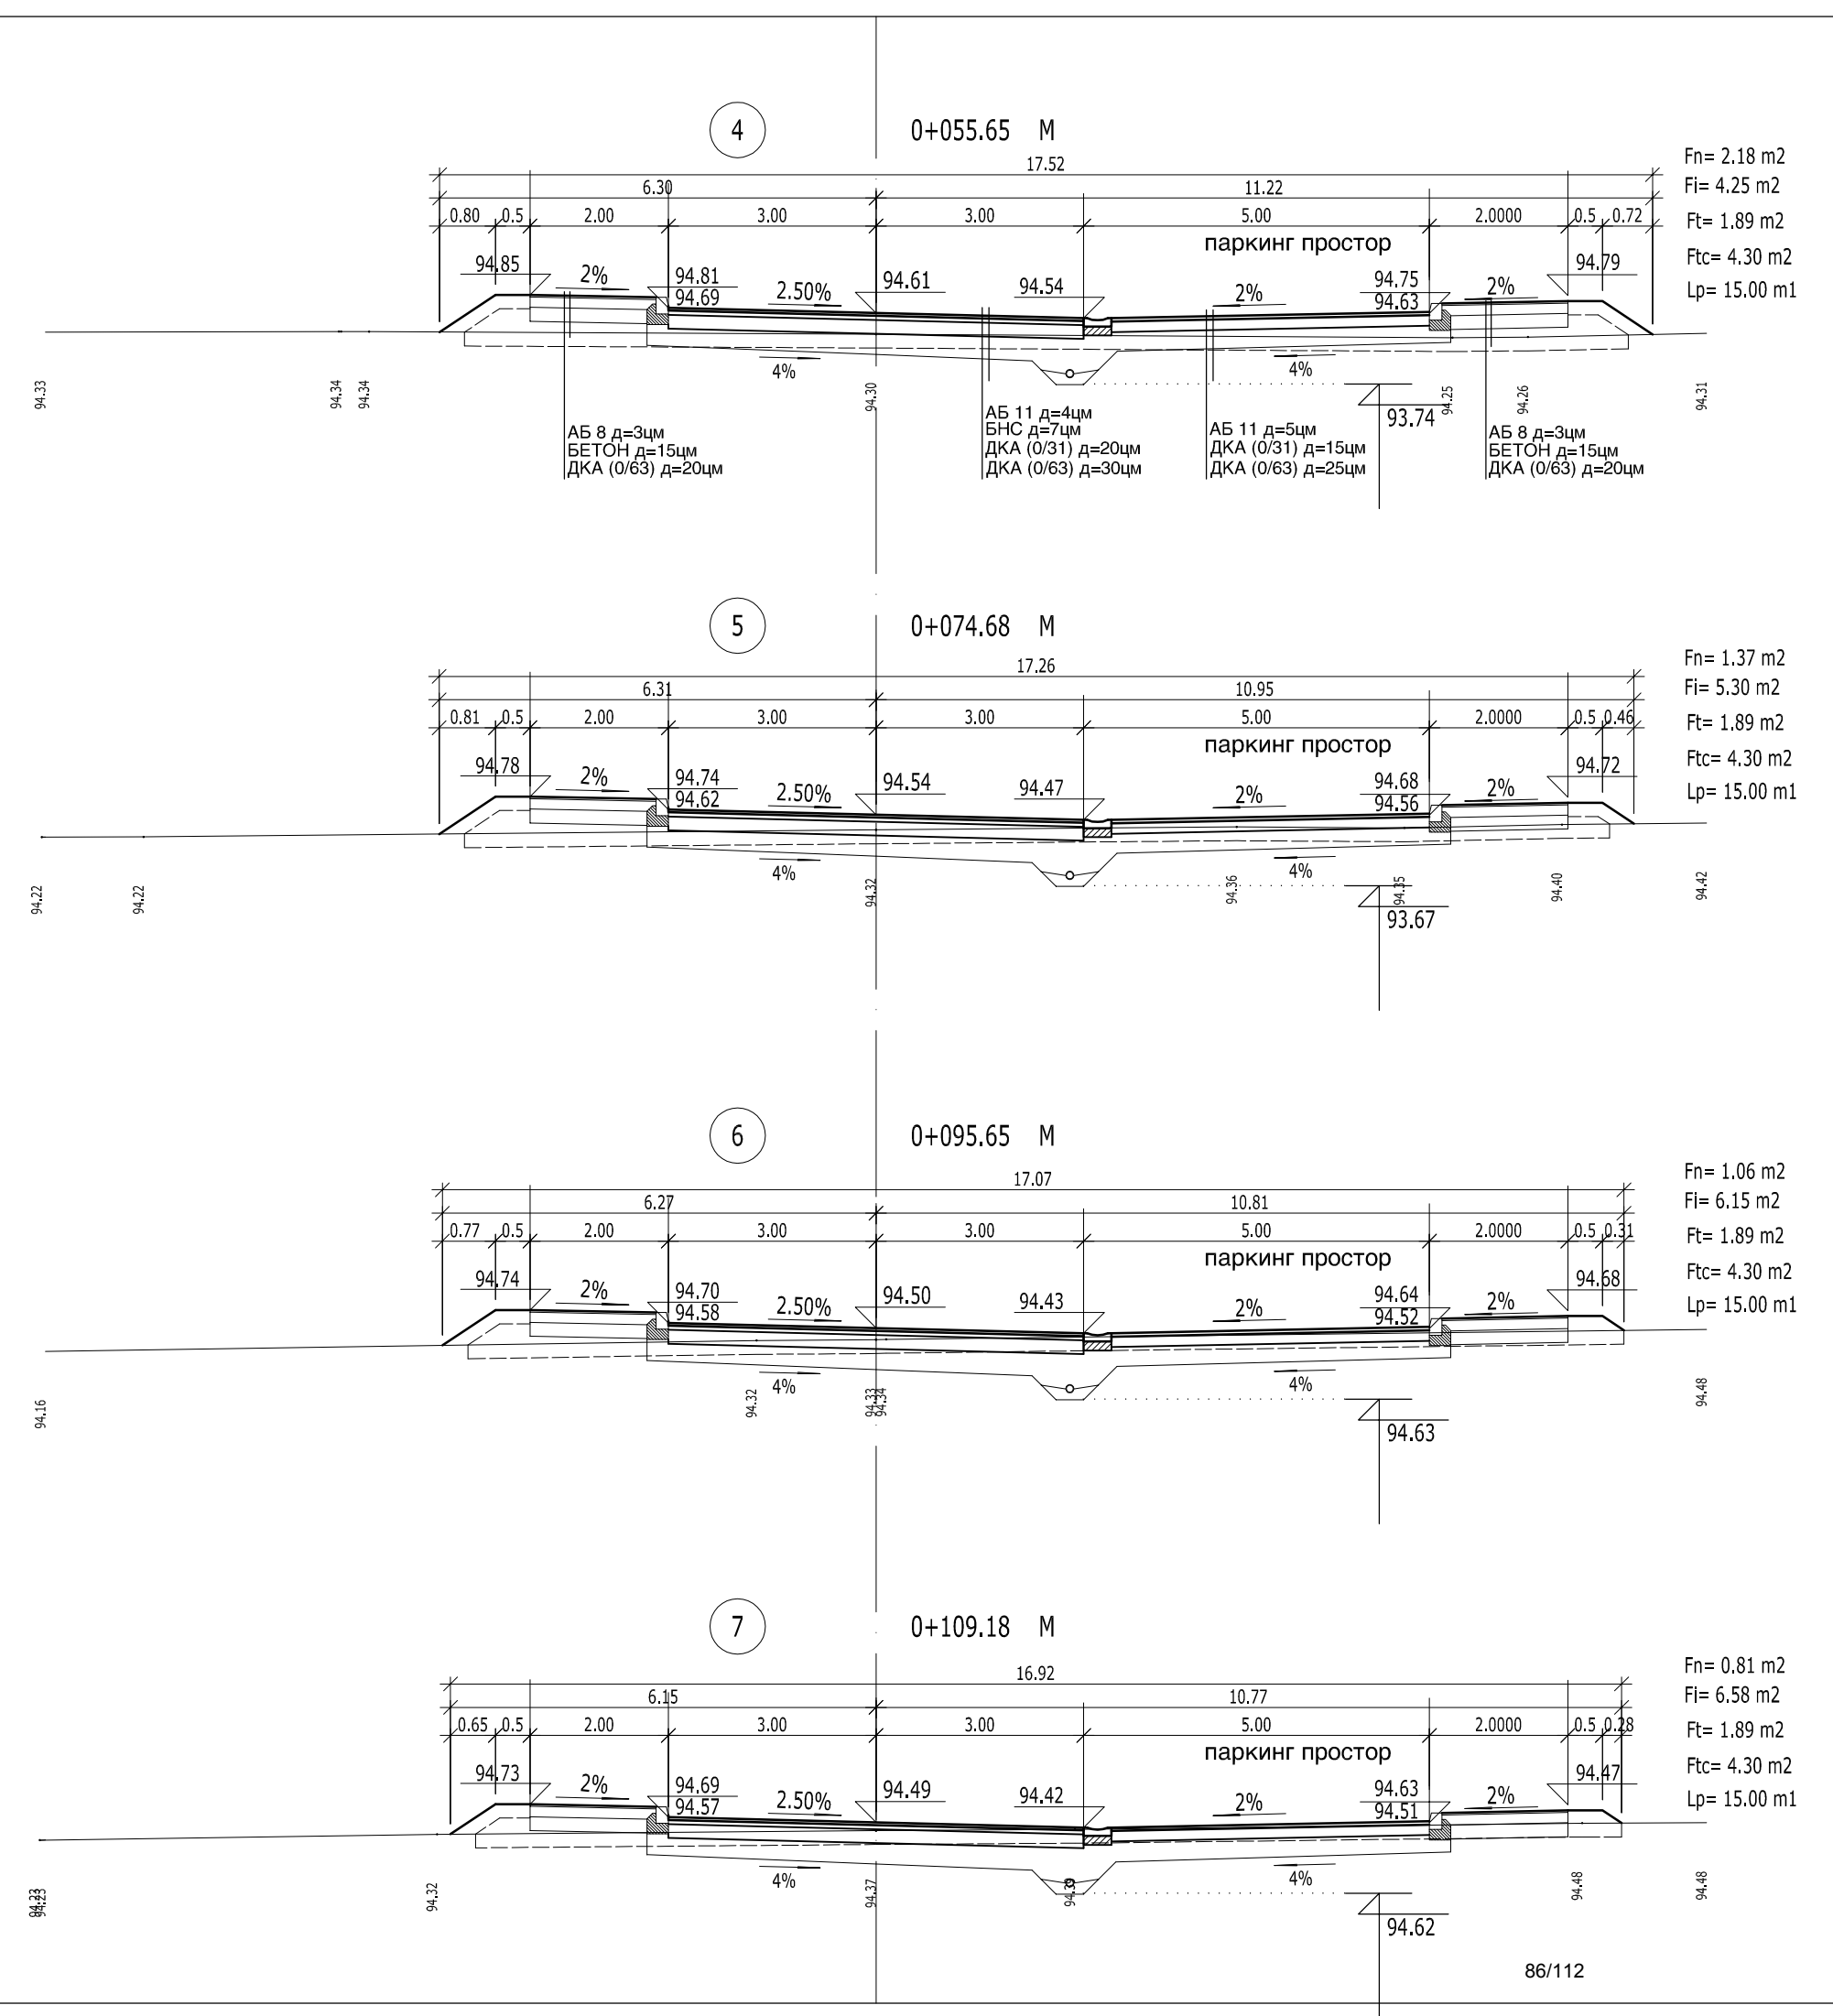 4 0+055.65 M
17.52
6.30 11.22
0.80 0.5 2.00 3.00 3.00 5.00 2.0000 0.5 0.72
паркинг простор
94.85 2% 94.81 94.61 94.54 94.75 94.79
94.69 2.50% 2% 94.63 2%
4% 4%
94.33 94.34 94.34 94.30 94.25 94.26 94.31
93.74
АБ 8 д=3цм
БЕТОН д=15цм
ДКА (0/63) д=20цм
АБ 11 д=4цм
БНС д=7цм
ДКА (0/31) д=20цм
ДКА (0/63) д=30цм
АБ 11 д=5цм
ДКА (0/31) д=15цм
ДКА (0/63) д=25цм
АБ 8 д=3цм
БЕТОН д=15цм
ДКА (0/63) д=20цм
Fn= 2.18 m2
Fi= 4.25 m2
Ft= 1.89 m2
Ftc= 4.30 m2
Lp= 15.00 m1
5 0+074.68 M
17.26
6.31 10.95
0.81 0.5 2.00 3.00 3.00 5.00 2.0000 0.5 0.46
паркинг простор
94.78 2% 94.74 94.54 94.47 94.68 94.72
94.62 2.50% 2% 94.56 2%
4% 4%
94.22 94.22 94.32 94.36 94.35 94.40 94.42
93.67
Fn= 1.37 m2
Fi= 5.30 m2
Ft= 1.89 m2
Ftc= 4.30 m2
Lp= 15.00 m1
6 0+095.65 M
17.07
6.27 10.81
0.77 0.5 2.00 3.00 3.00 5.00 2.0000 0.5 0.31
паркинг простор
94.74 2% 94.70 94.50 94.43 94.64 94.68
94.58 2.50% 2% 94.52 2%
4% 4%
94.16 94.32 94.33 94.34 94.48
94.63
Fn= 1.06 m2
Fi= 6.15 m2
Ft= 1.89 m2
Ftc= 4.30 m2
Lp= 15.00 m1
7 0+109.18 M
16.92
6.15 10.77
0.65 0.5 2.00 3.00 3.00 5.00 2.0000 0.5 0.28
паркинг простор
94.73 2% 94.69 94.49 94.42 94.63 94.47
94.57 2.50% 2% 94.51 2%
4% 4%
94.23 94.23 94.32 94.37 94.48 94.48
94.62
Fn= 0.81 m2
Fi= 6.58 m2
Ft= 1.89 m2
Ftc= 4.30 m2
Lp= 15.00 m1
86/112